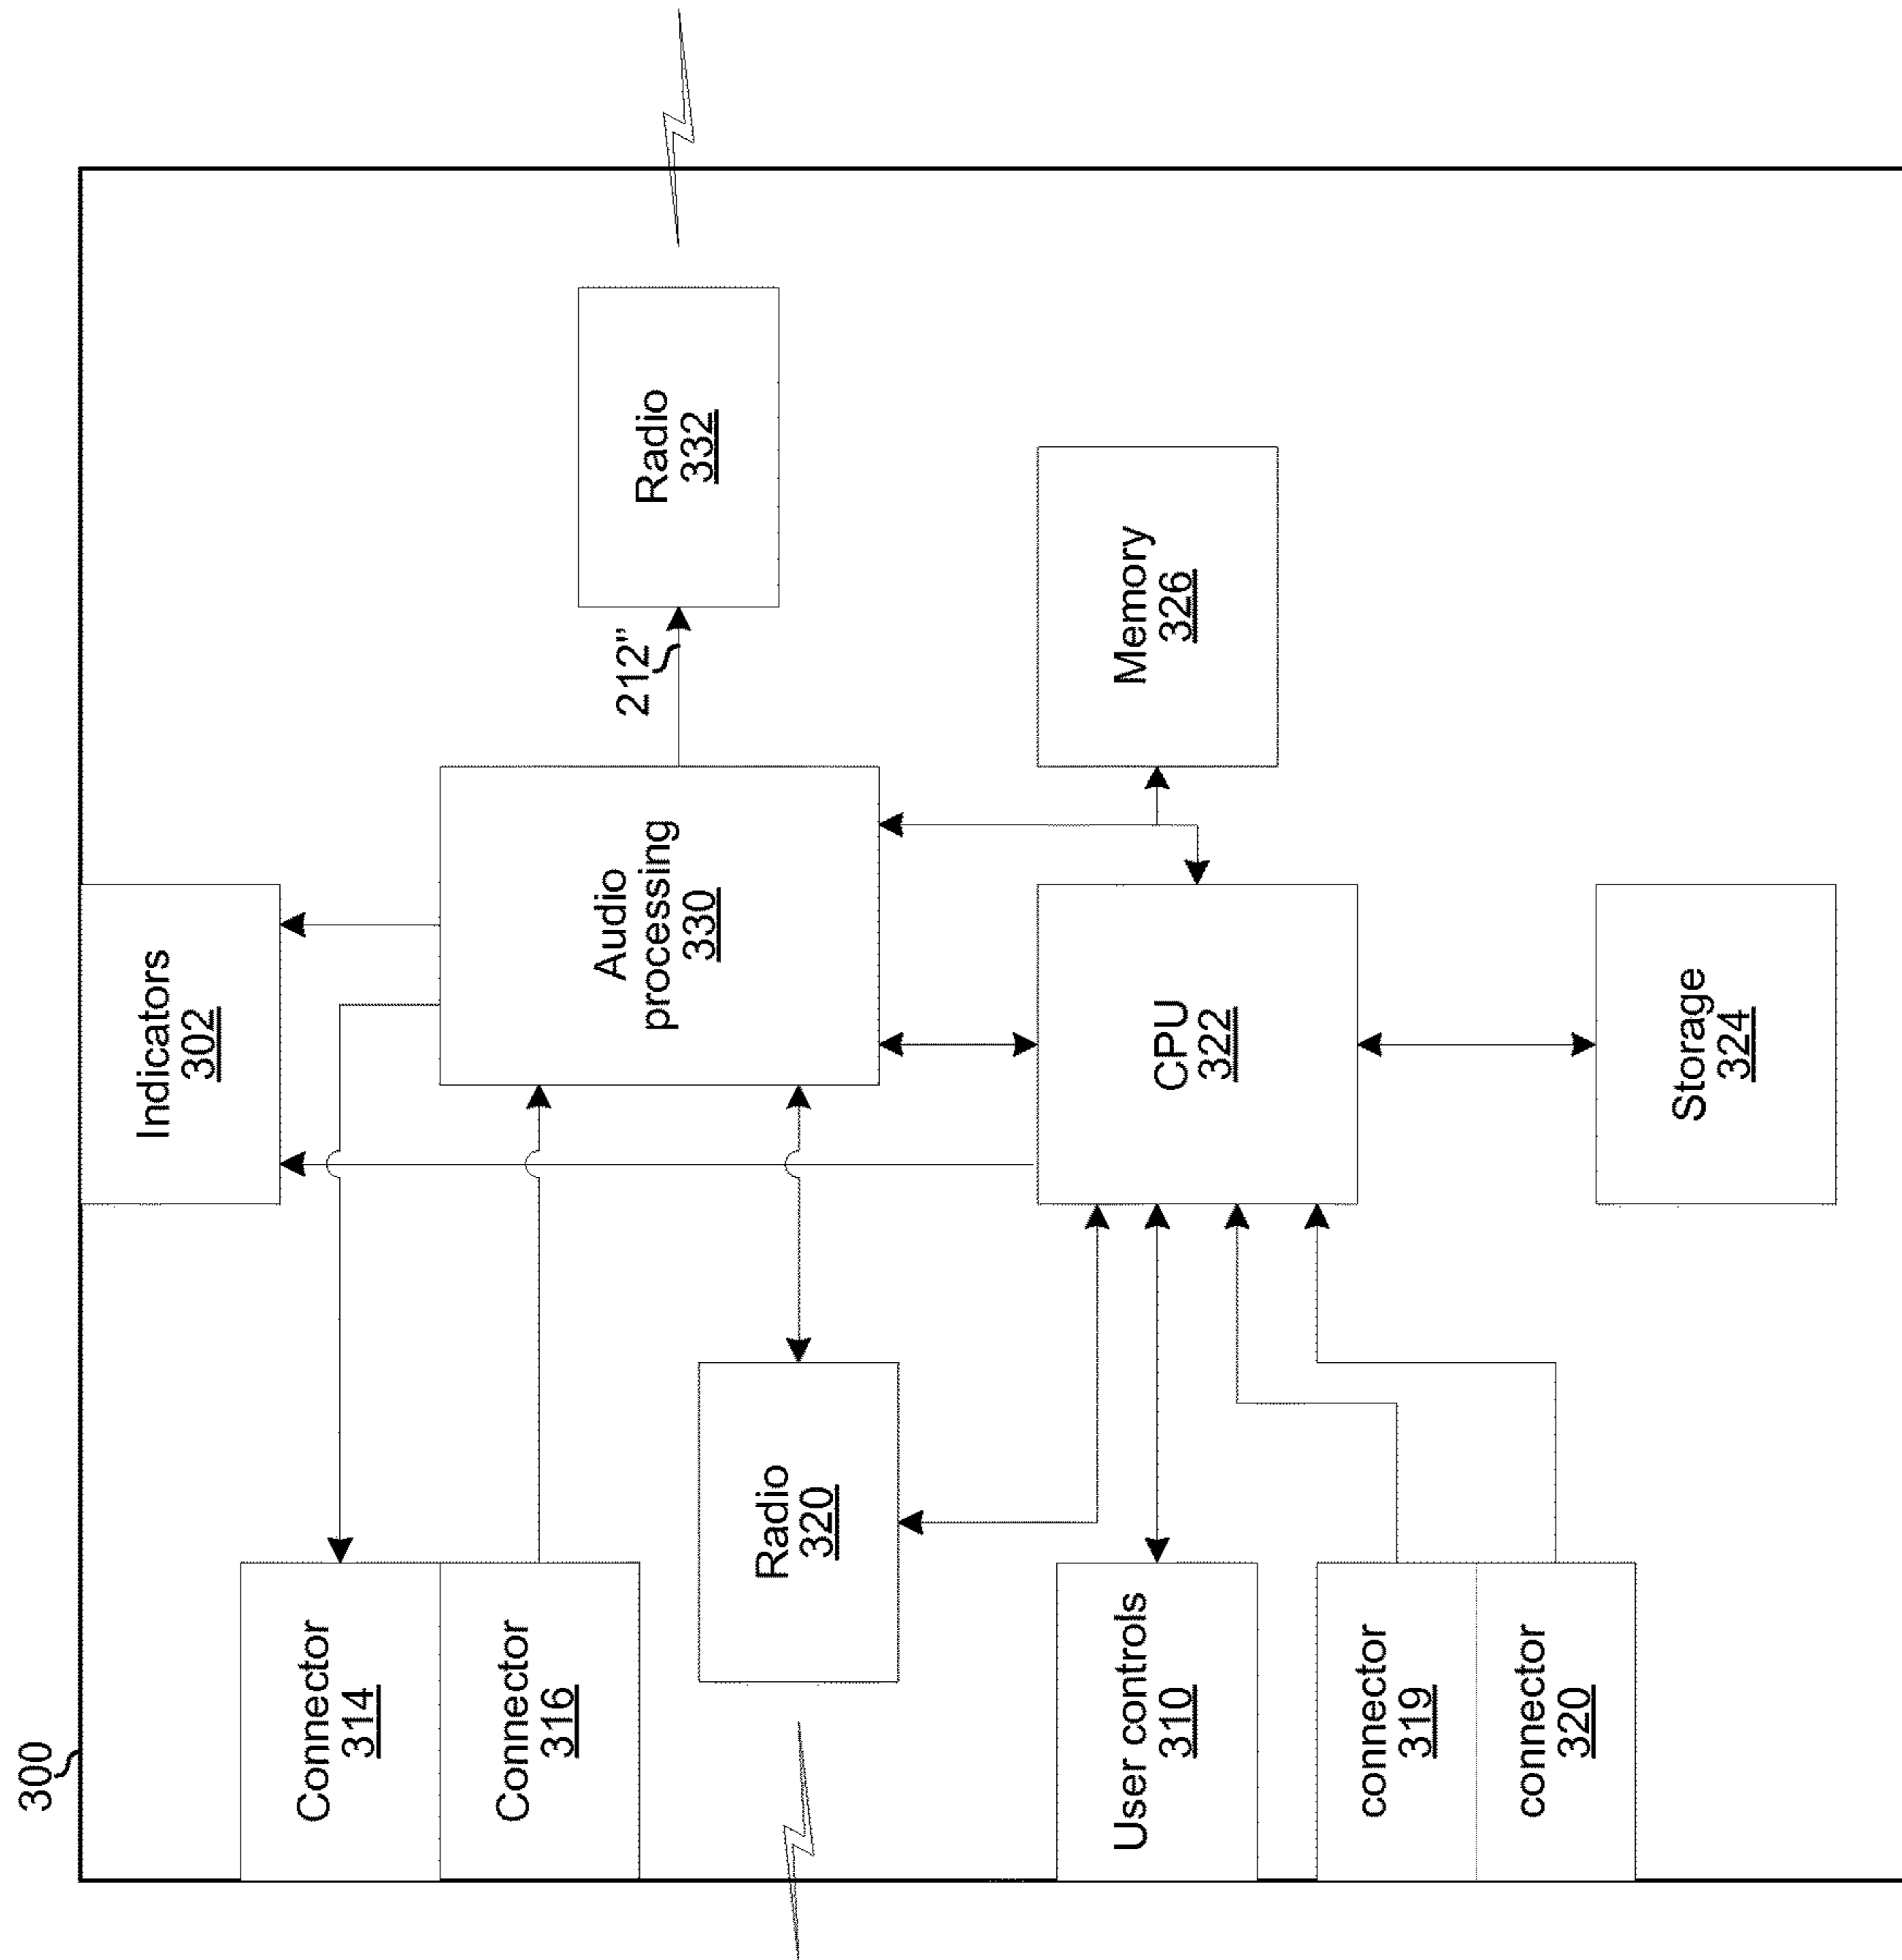 300
Connector
314
Connector
316
Radio
320
User controls
310
connector
319
connector
320
Indicators
302
Audio
processing
330
CPU
322
Storage
324
212”
Radio
332
Memory
326